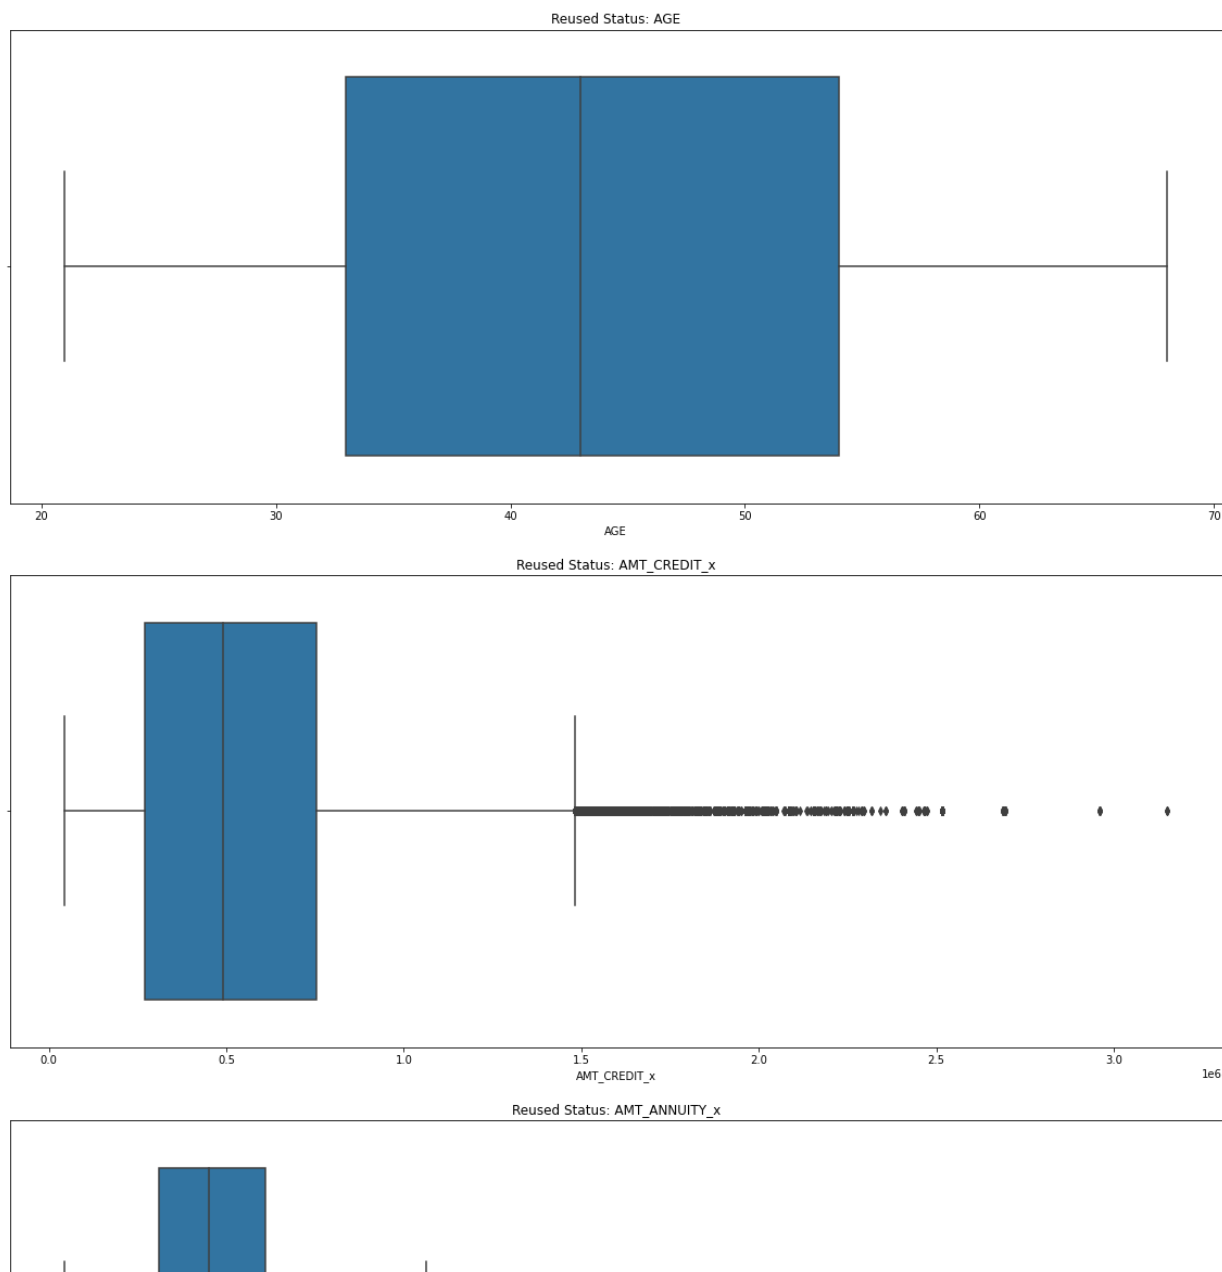 Reused Status: AGE
20 30 40 50 60 70
AGE
Reused Status: AMT_CREDIT_x
0.0 0.5 1.0 1.5 2.0 2.5 3.0
AMT_CREDIT_x
1e6
Reused Status: AMT_ANNUITY_x